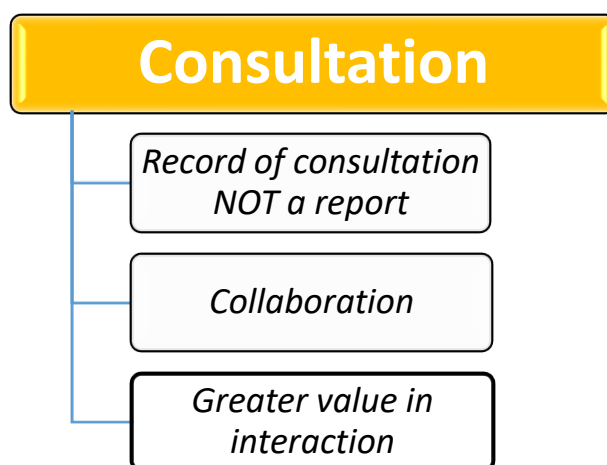 Consultation
Record of consultation
NOT a report
Collaboration
Greater value in
interaction